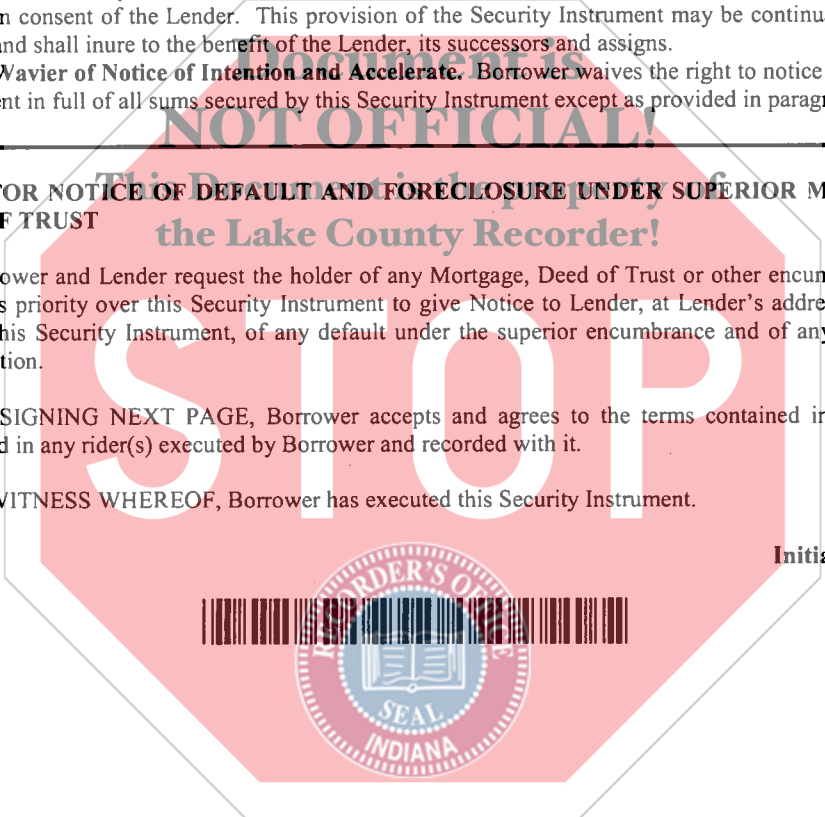 n consent of the Lender. This provision of the Security Instrument may be continu
nd shall inure to the benefit of the Lender, its successors and assigns.
Document is
Wavier of Notice of Intention and Accelerate. Borrower waives the right to notice
nt in full of all sums secured by this Security Instrument except as provided in paragr
NOT OFFICIAL!
This Document is the property of
OR NOTICE OF DEFAULT AND FORECLOSURE UNDER SUPERIOR M
F TRUST
the Lake County Recorder!
ower and Lender request the holder of any Mortgage, Deed of Trust or other encum
s priority over this Security Instrument to give Notice to Lender, at Lender's addre
his Security Instrument, of any default under the superior encumbrance and of any
tion.
STOP
SIGNING NEXT PAGE, Borrower accepts and agrees to the terms contained in
d in any rider(s) executed by Borrower and recorded with it.
WITNESS WHEREOF, Borrower has executed this Security Instrument.
Initia
RECORDER'S OFFICE
SEAL
INDIANA